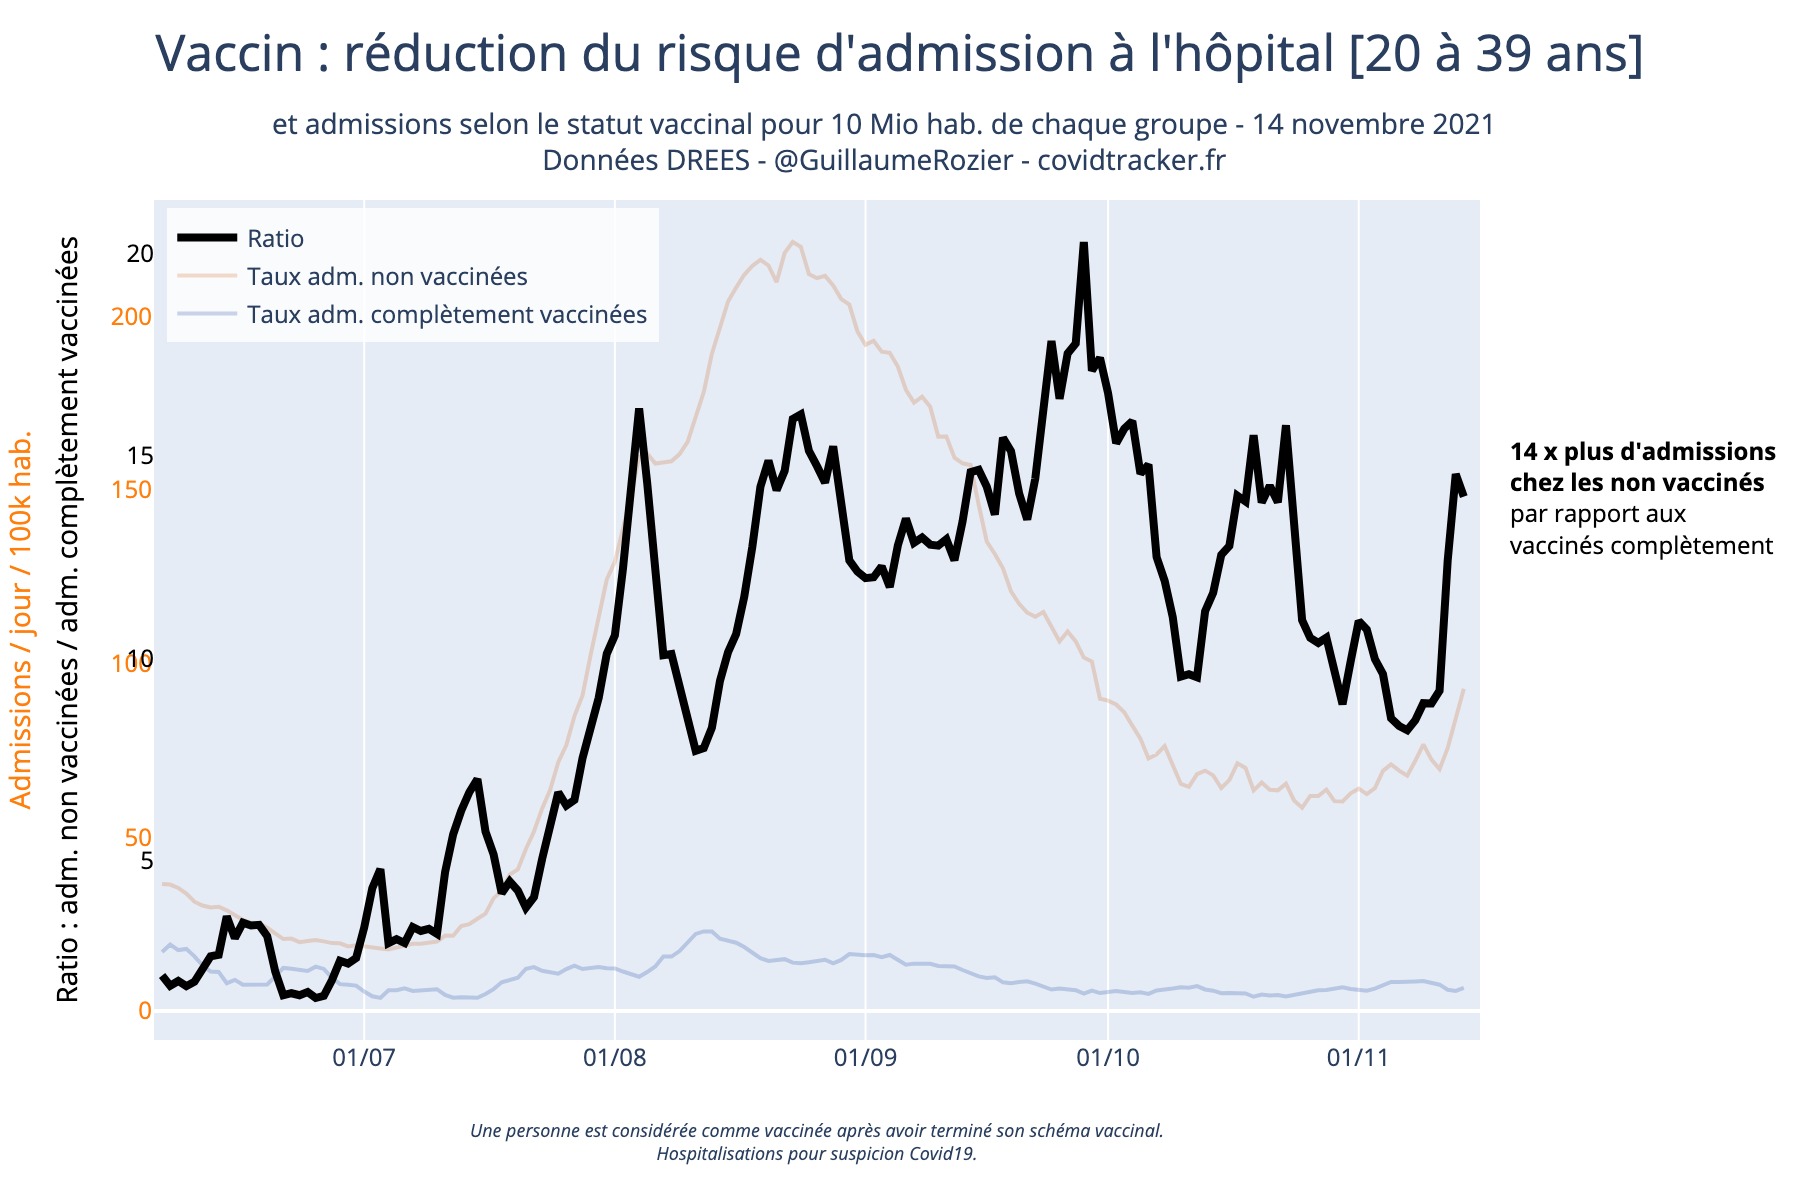 Vaccin : réduction du risque d'admission à l'hôpital [20 à 39 ans]
et admissions selon le statut vaccinal pour 10 Mio hab. de chaque groupe - 14 novembre 2021
Données DREES - @GuillaumeRozier - covidtracker.fr
Ratio
Taux adm. non vaccinées
Taux adm. complètement vaccinées
Admissions / jour / 100k hab.
Ratio : adm. non vaccinées / adm. complètement vaccinées
20
200
15
150
10
100
50
5
0
14 x plus d'admissions
chez les non vaccinés
par rapport aux
vaccinés complètement
01/07
01/08
01/09
01/10
01/11
Une personne est considérée comme vaccinée après avoir terminé son schéma vaccinal.
Hospitalisations pour suspicion Covid19.